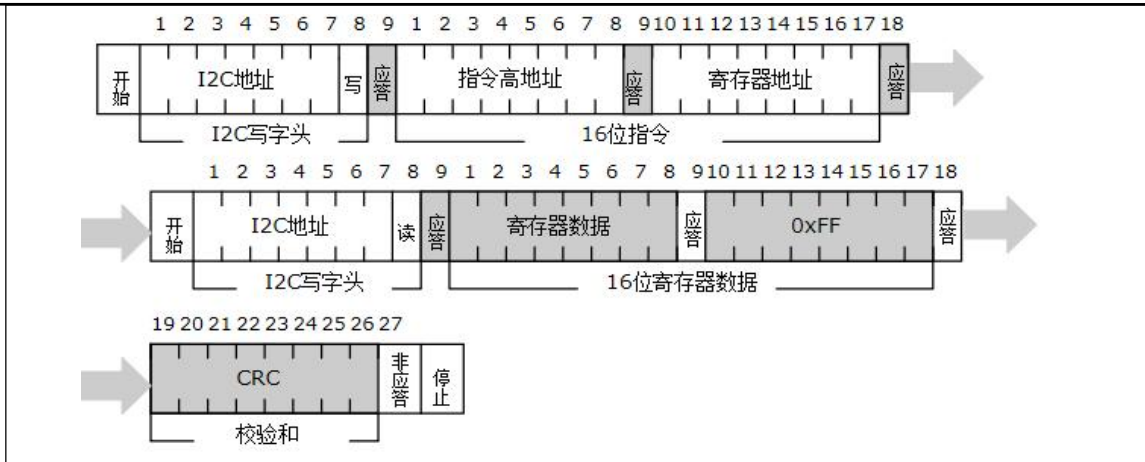 1 2 3 4 5 6 7 8 9 1 2 3 4 5 6 7 8 9 10 11 12 13 14 15 16 17 18
开始 I2C地址 写 应答 指令高地址 应答 寄存器地址 应答
I2C写字头 16位指令
1 2 3 4 5 6 7 8 9 1 2 3 4 5 6 7 8 9 10 11 12 13 14 15 16 17 18
开始 I2C地址 读 应答 寄存器数据 应答 0xFF 应答
I2C写字头 16位寄存器数据
19 20 21 22 23 24 25 26 27
CRC 非应答 停止
校验和